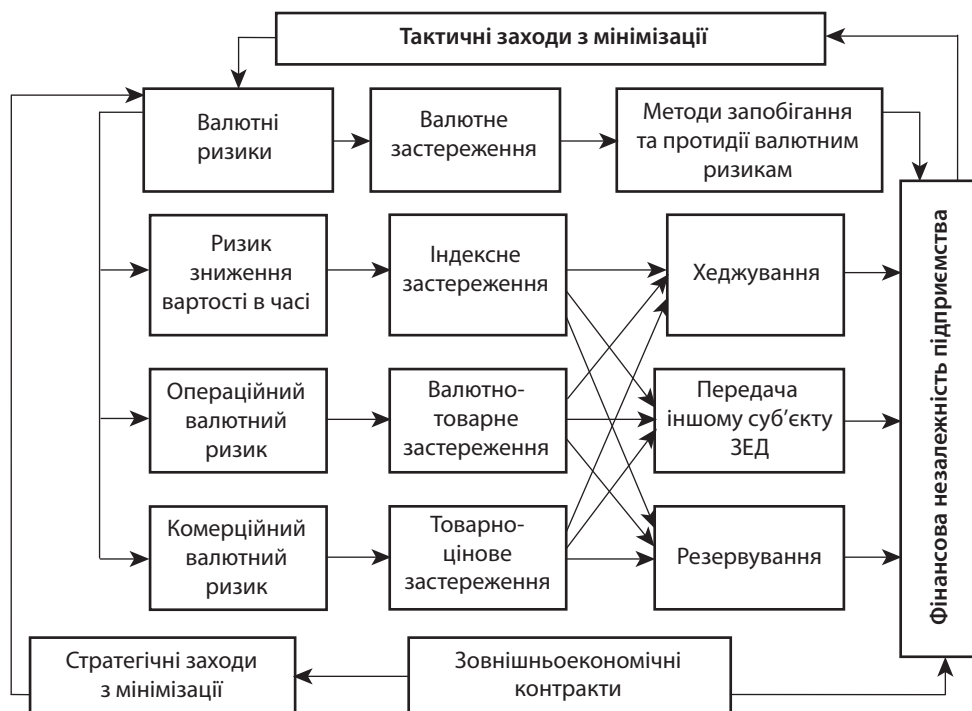 Тактичні заходи з мінімізації
Валютні
ризики
Валютне
застереження
Методи запобігання
та протидії валютним
ризикам
Ризик
зниження
вартості в часі
Індексне
застереження
Хеджування
Операційний
валютний
ризик
Валютно-
товарне
застереження
Передача
іншому суб’єкту
ЗЕД
Комерційний
валютний
ризик
Товарно-
цінове
застереження
Резервування
Фінансова незалежність підприємства
Стратегічні заходи
з мінімізації
Зовнішньоекономічні
контракти